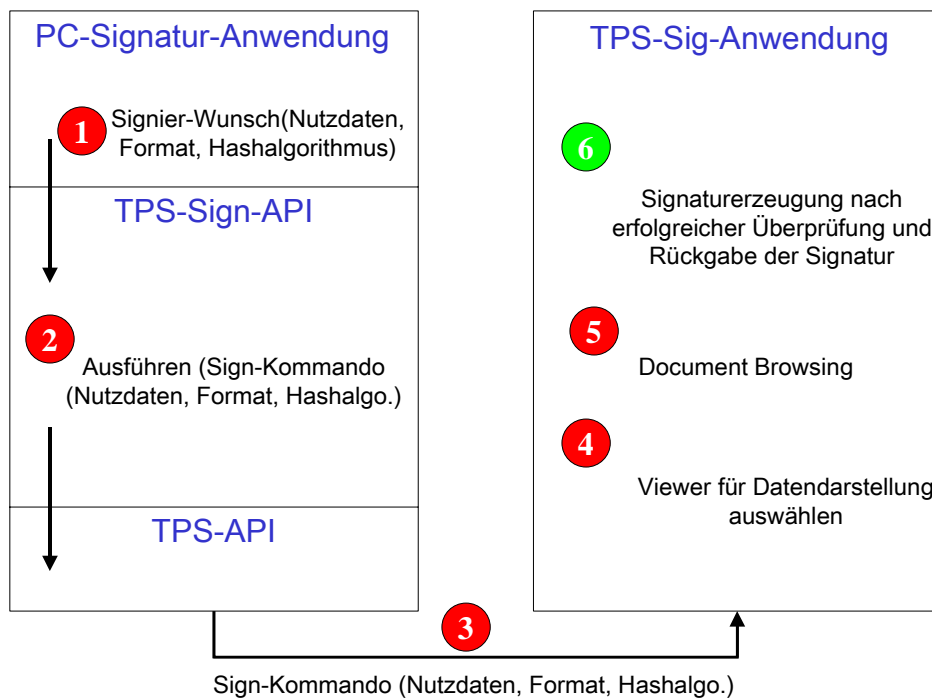 PC-Signatur-Anwendung
1
Signier-Wunsch(Nutzdaten,
Format, Hashalgorithmus)
TPS-Sign-API
2
Ausführen (Sign-Kommando
(Nutzdaten, Format, Hashalgo.)
TPS-API
3
Sign-Kommando (Nutzdaten, Format, Hashalgo.)
TPS-Sig-Anwendung
6
Signaturerzeugung nach
erfolgreicher Überprüfung und
Rückgabe der Signatur
5
Document Browsing
4
Viewer für Datendarstellung
auswählen